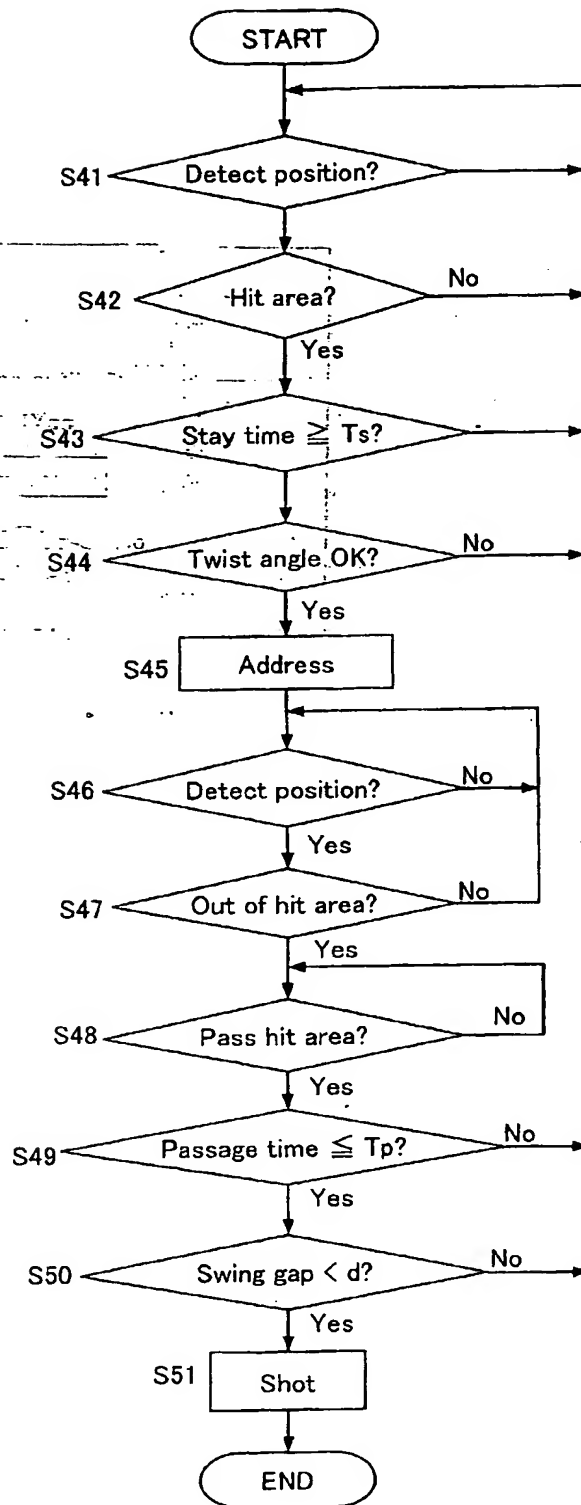 START
S41 Detect position?
S42 Hit area? No
Yes
S43 Stay time ≧ Ts?
S44 Twist angle OK? No
Yes
S45 Address
S46 Detect position? No
Yes
S47 Out of hit area? No
Yes
S48 Pass hit area? No
Yes
S49 Passage time ≦ Tp? No
Yes
S50 Swing gap < d? No
Yes
S51 Shot
END